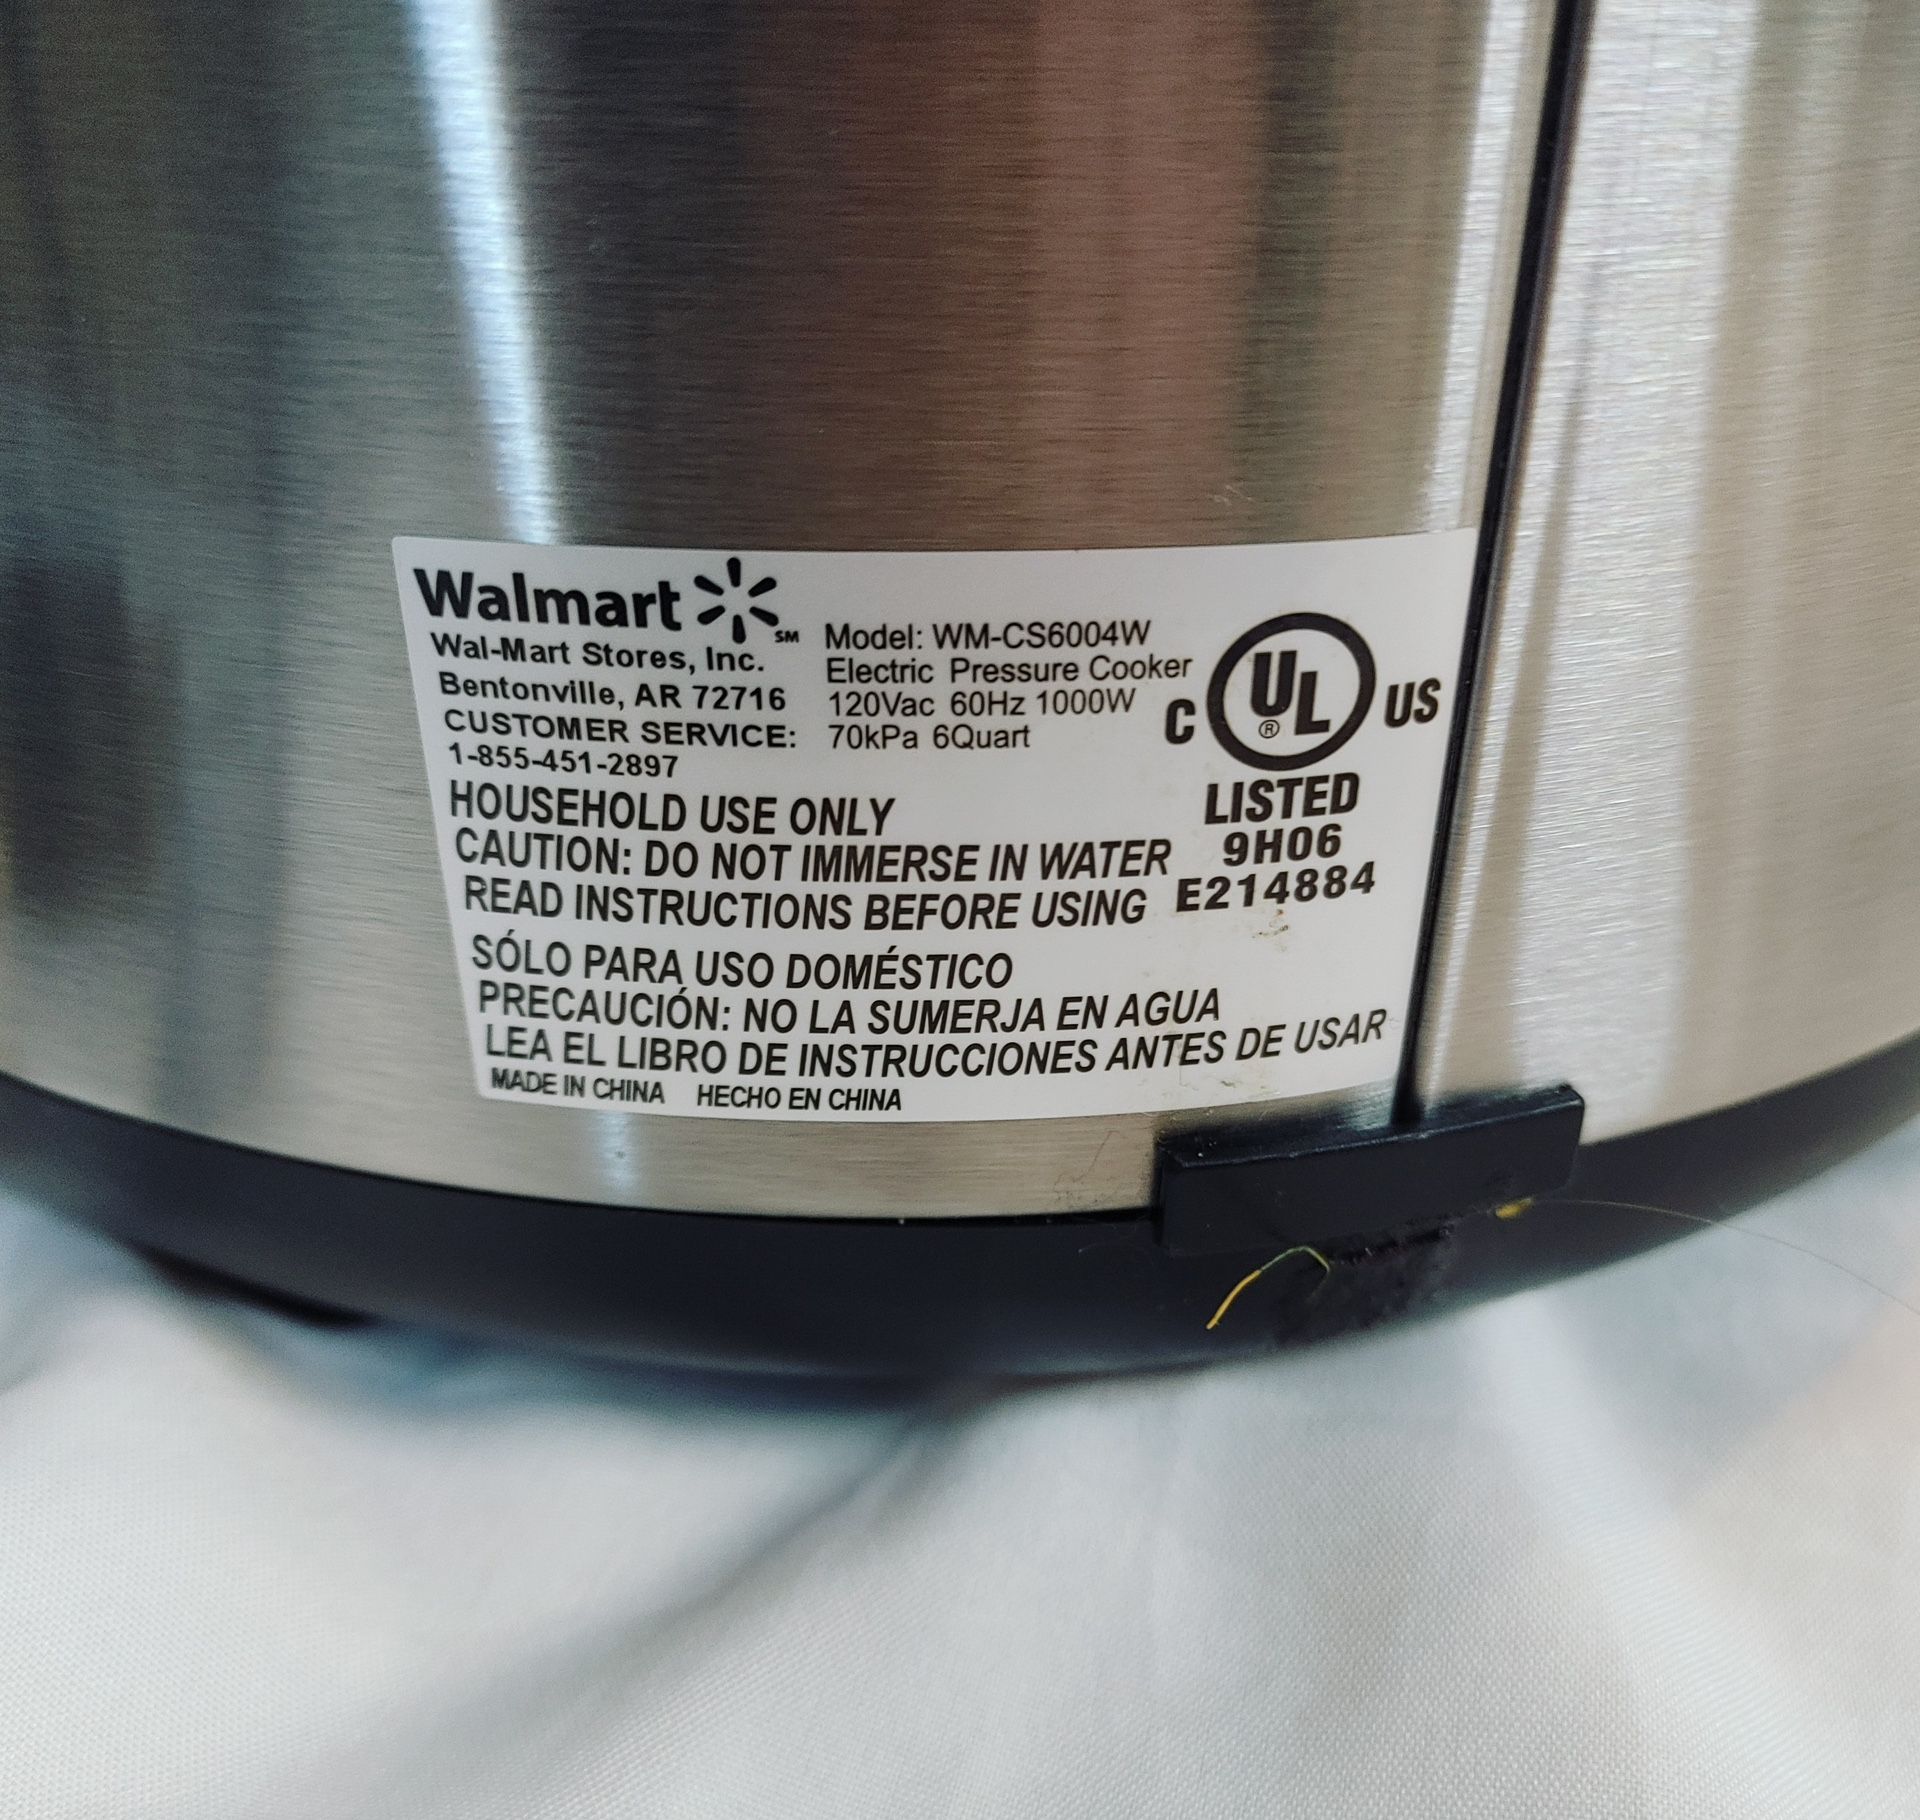 Walmart SM
Wal-Mart Stores, Inc.
Bentonville, AR 72716
CUSTOMER SERVICE:
1-855-451-2897
Model: WM-CS6004W
Electric Pressure Cooker
120Vac 60Hz 1000W
70kPa 6Quart
C UL ® US
LISTED
9H06
E214884
HOUSEHOLD USE ONLY
CAUTION: DO NOT IMMERSE IN WATER
READ INSTRUCTIONS BEFORE USING
SÓLO PARA USO DOMÉSTICO
PRECAUCIÓN: NO LA SUMERJA EN AGUA
LEA EL LIBRO DE INSTRUCCIONES ANTES DE USAR
MADE IN CHINA HECHO EN CHINA